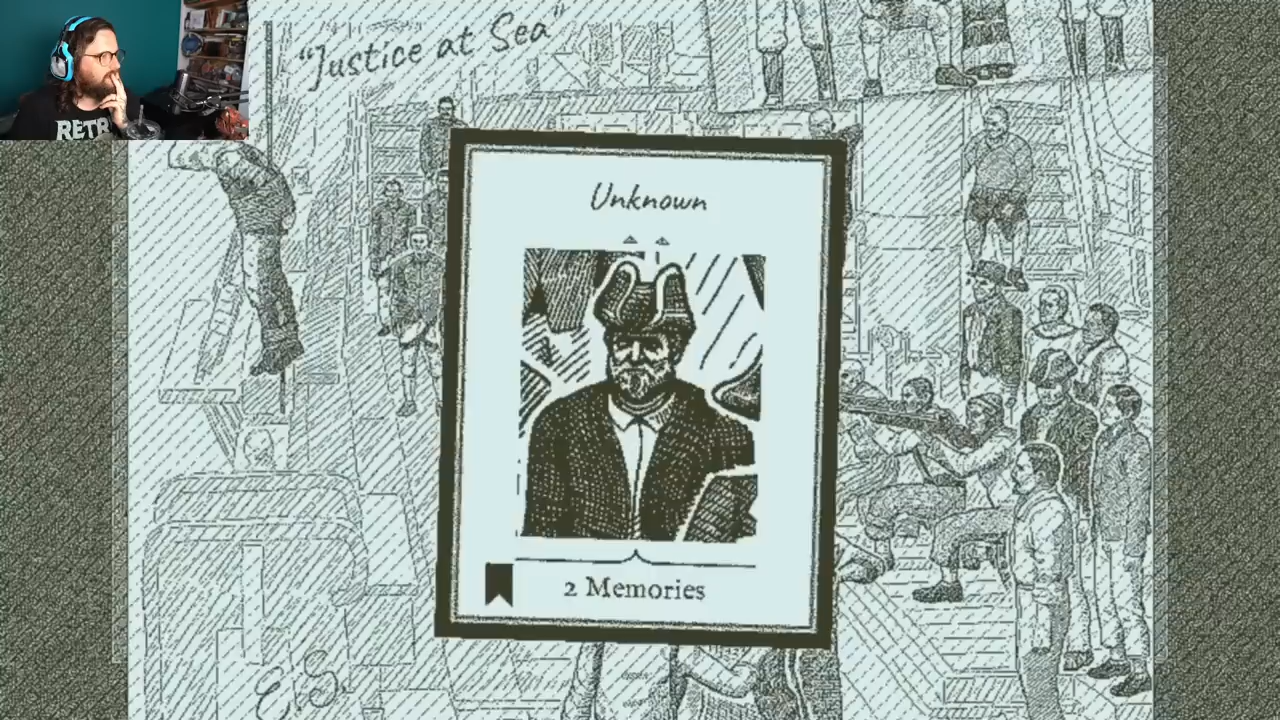 "Justice at Sea"
RETR
Unknown
2 Memories
E.S.